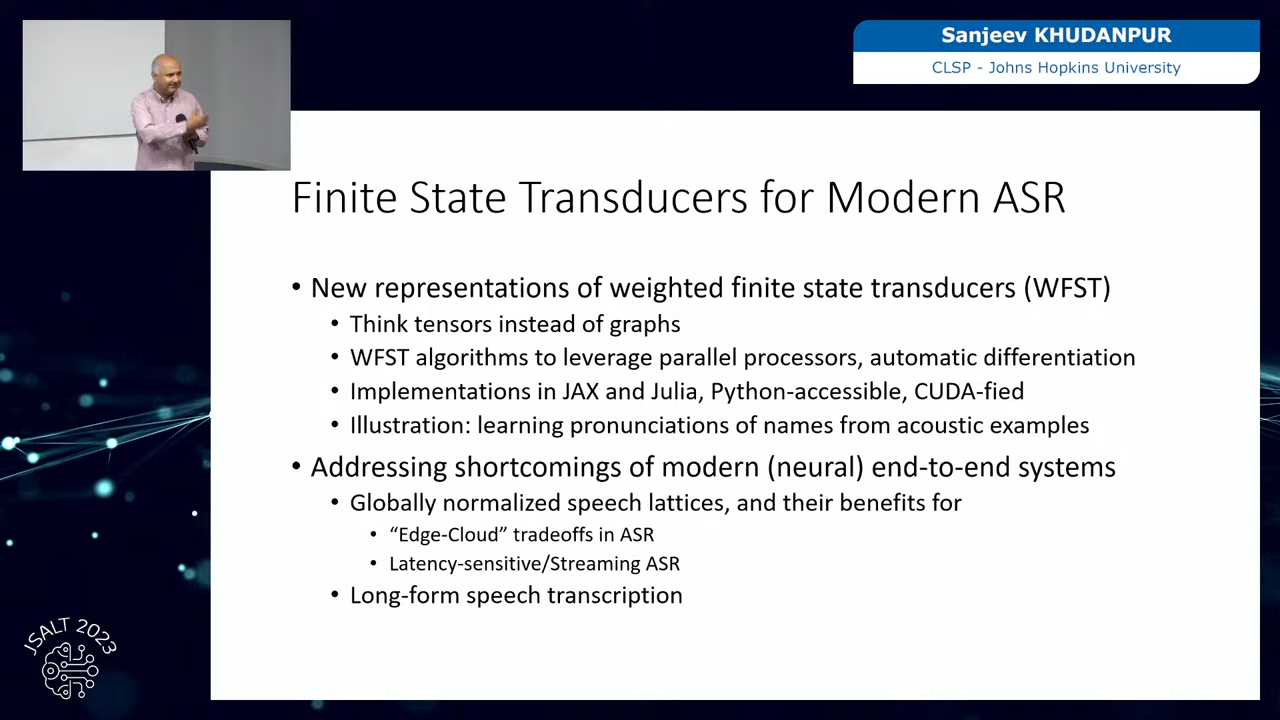 Sanjeev KHUDANPUR
CLSP - Johns Hopkins University
Finite State Transducers for Modern ASR
• New representations of weighted finite state transducers (WFST)
• Think tensors instead of graphs
• WFST algorithms to leverage parallel processors, automatic differentiation
• Implementations in JAX and Julia, Python-accessible, CUDA-fied
• Illustration: learning pronunciations of names from acoustic examples
• Addressing shortcomings of modern (neural) end-to-end systems
• Globally normalized speech lattices, and their benefits for
• “Edge-Cloud” tradeoffs in ASR
• Latency-sensitive/Streaming ASR
• Long-form speech transcription
JSALT 2023